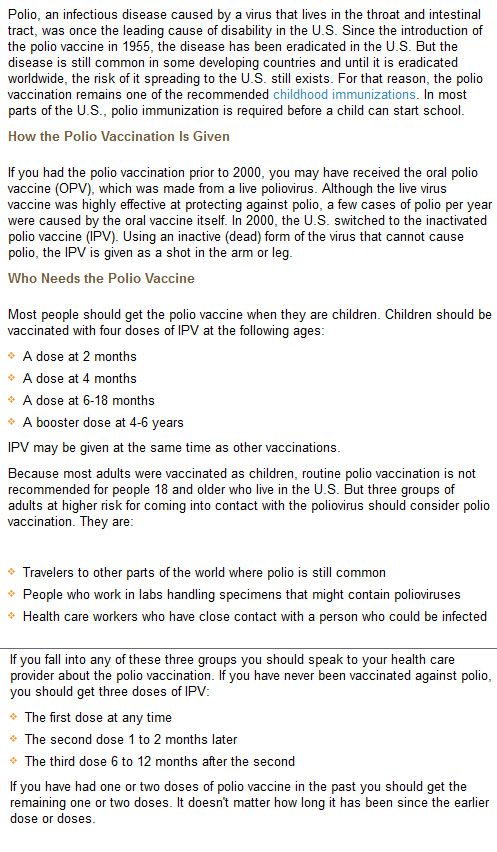 Polio, an infectious disease caused by a virus that lives in the throat and intestinal
tract, was once the leading cause of disability in the U.S. Since the introduction of
the polio vaccine in 1955, the disease has been eradicated in the U.S. But the
disease is still common in some developing countries and until it is eradicated
worldwide, the risk of it spreading to the U.S. still exists. For that reason, the polio
vaccination remains one of the recommended childhood immunizations. In most
parts of the U.S., polio immunization is required before a child can start school.
How the Polio Vaccination Is Given
If you had the polio vaccination prior to 2000, you may have received the oral polio
vaccine (OPV), which was made from a live poliovirus. Although the live virus
vaccine was highly effective at protecting against polio, a few cases of polio per year
were caused by the oral vaccine itself. In 2000, the U.S. switched to the inactivated
polio vaccine (IPV). Using an inactive (dead) form of the virus that cannot cause
polio, the IPV is given as a shot in the arm or leg.
Who Needs the Polio Vaccine
Most people should get the polio vaccine when they are children. Children should be
vaccinated with four doses of IPV at the following ages:
A dose at 2 months
A dose at 4 months
A dose at 6-18 months
A booster dose at 4-6 years
IPV may be given at the same time as other vaccinations.
Because most adults were vaccinated as children, routine polio vaccination is not
recommended for people 18 and older who live in the U.S. But three groups of
adults at higher risk for coming into contact with the poliovirus should consider polio
vaccination. They are:
Travelers to other parts of the world where polio is still common
People who work in labs handling specimens that might contain polioviruses
Health care workers who have close contact with a person who could be infected
If you fall into any of these three groups you should speak to your health care
provider about the polio vaccination. If you have never been vaccinated against polio,
you should get three doses of IPV:
The first dose at any time
The second dose 1 to 2 months later
The third dose 6 to 12 months after the second
If you have had one or two doses of polio vaccine in the past you should get the
remaining one or two doses. It doesn't matter how long it has been since the earlier
dose or doses.